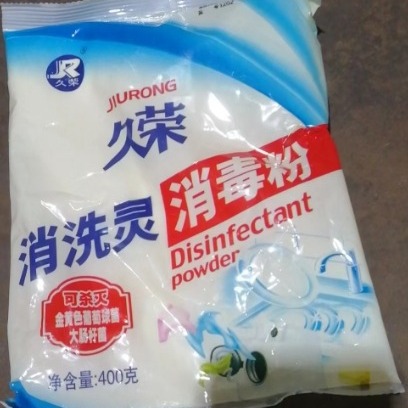 JR
久荣
JIURONG
久荣
消洗灵
消毒粉
Disinfectant
powder
可杀灭
金黄色葡萄球菌
大肠杆菌
净含量:400克